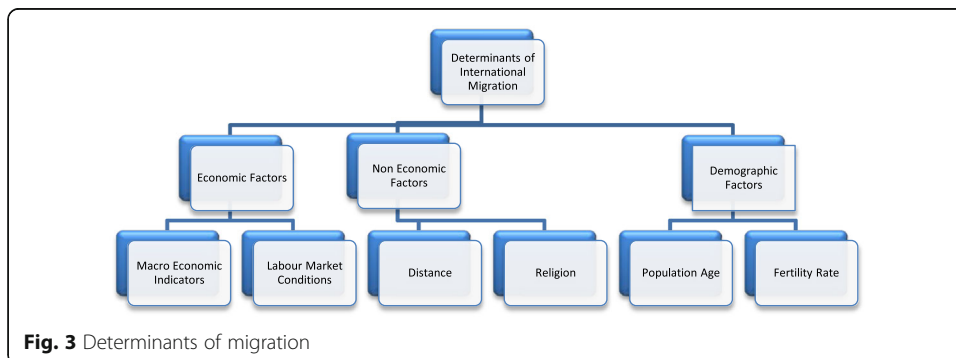 Determinants of
International
Migration
Economic Factors
Non Economic
Factors
Demographic
Factors
Macro Economic
Indicators
Labour Market
Conditions
Distance
Religion
Population Age
Fertility Rate
Fig. 3 Determinants of migration